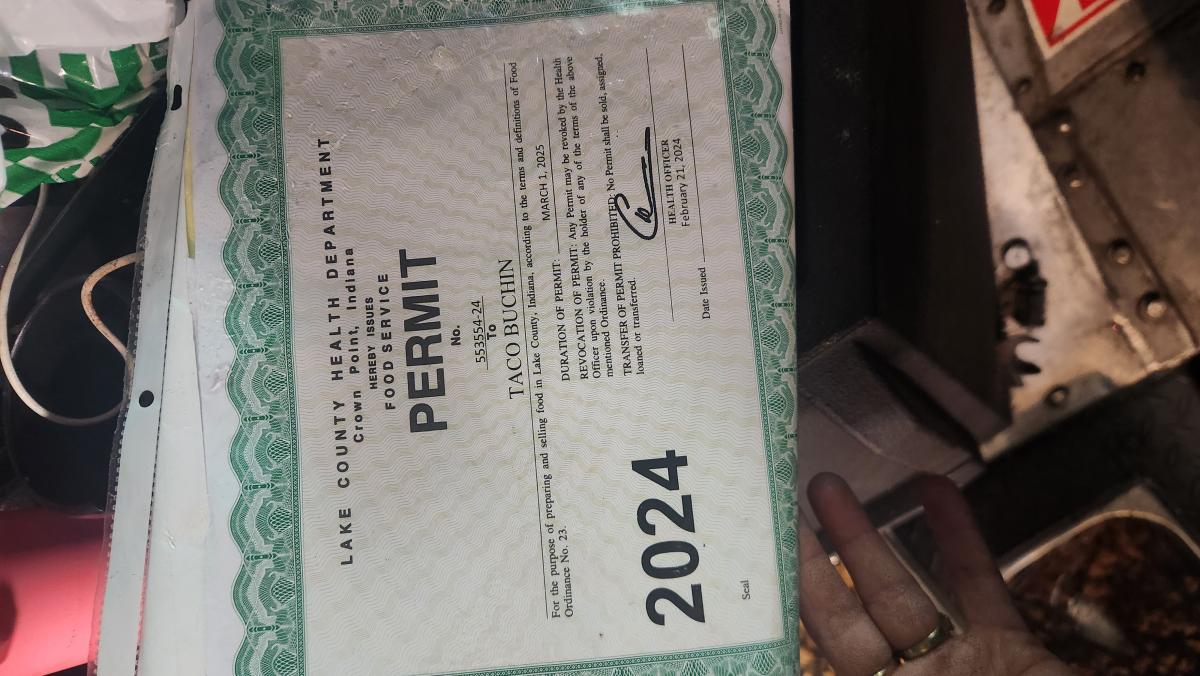 LAKE COUNTY HEALTH DEPARTMENT
Crown Point, Indiana
HEREBY ISSUES
FOOD SERVICE
PERMIT
No.
553554-24
To
TACO BUCHIN
For the purpose of preparing and selling food in Lake County, Indiana, according to the terms and definitions of Food
Ordinance No. 23.
DURATION OF PERMIT: MARCH 1, 2025
REVOCATION OF PERMIT: Any Permit may be revoked by the Health
Officer upon violation by the holder of any of the terms of the above
mentioned Ordinance.
TRANSFER OF PERMIT PROHIBITED: No Permit shall be sold, assigned,
loaned or transferred.
2024
HEALTH OFFICER
Date Issued February 21, 2024
Seal